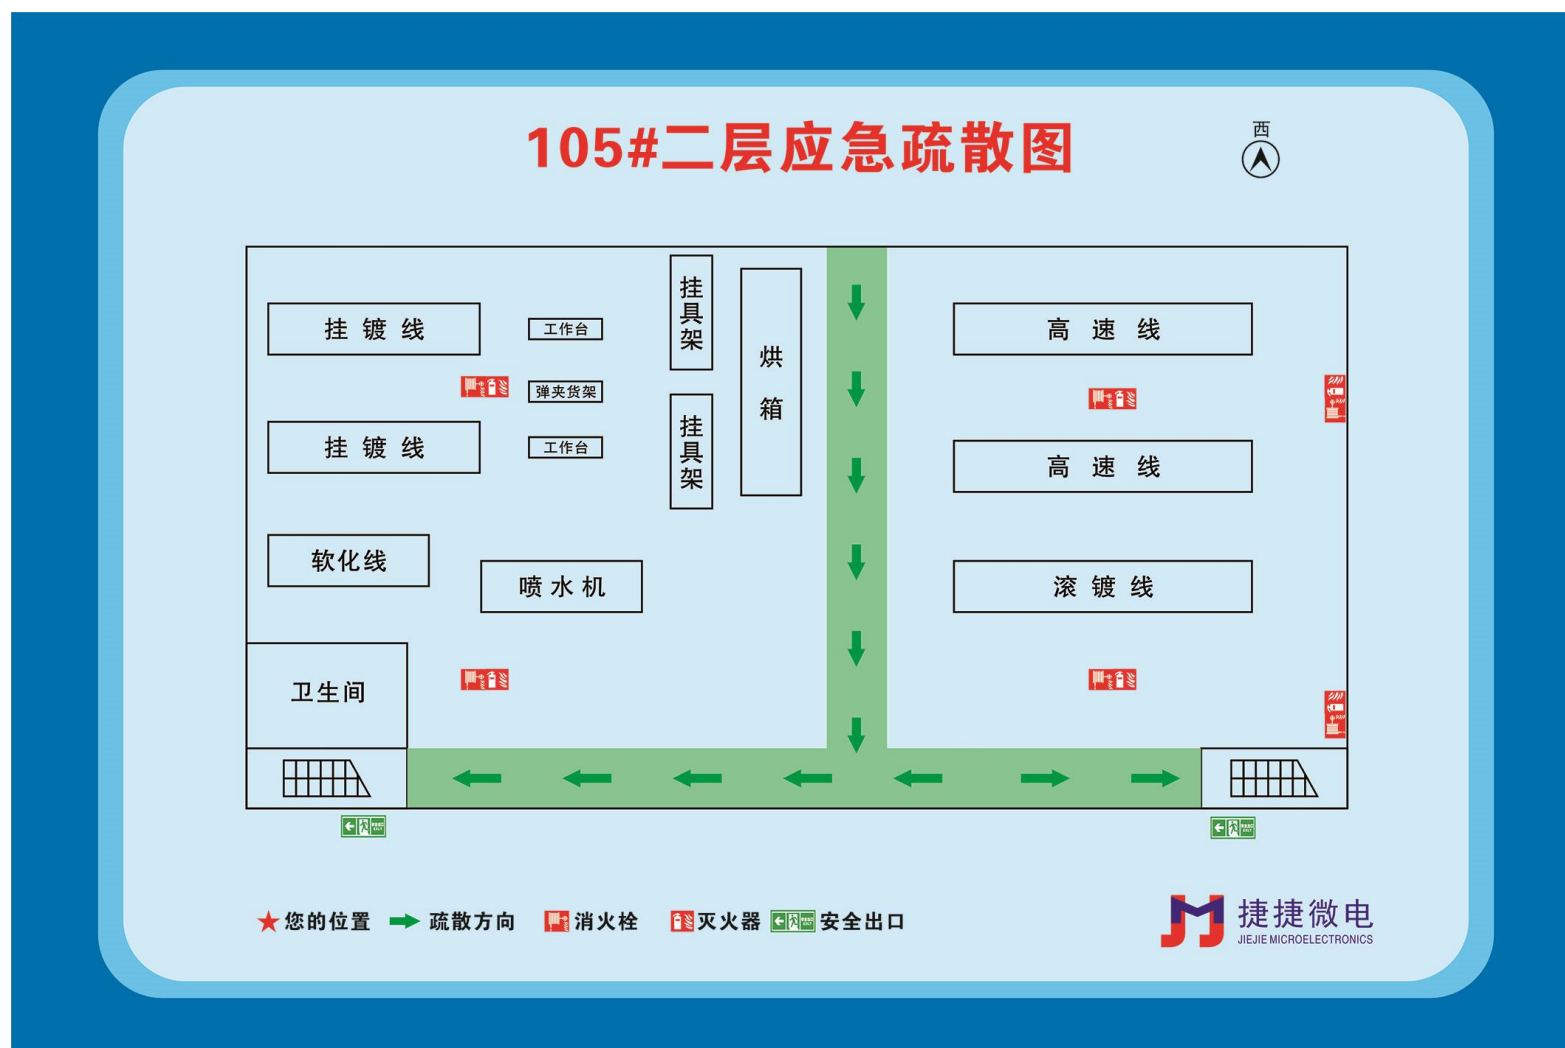 105#二层应急疏散图
西
挂镀线
工作台
挂具架
烘箱
高速线
弹夹货架
挂镀线
工作台
挂具架
高速线
软化线
喷水机
滚镀线
卫生间
您的位置
疏散方向
消火栓
灭火器
安全出口
捷捷微电
JIEJIE MICROELECTRONICS